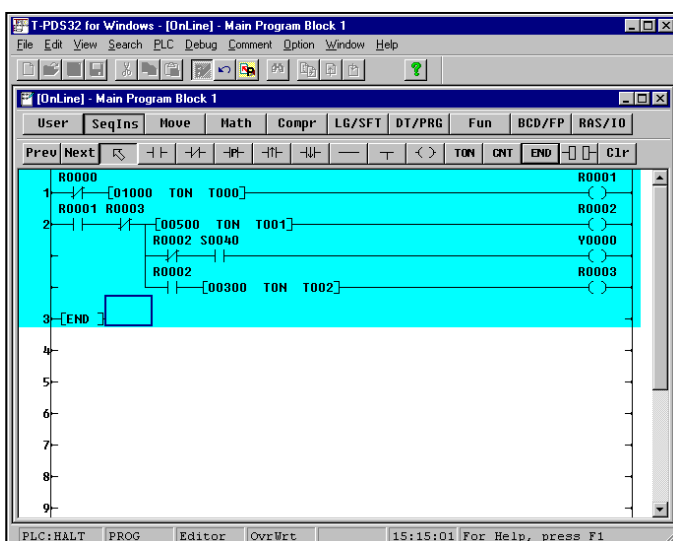 T-PDS32 for Windows - [OnLine] - Main Program Block 1
File Edit View Search PLC Debug Comment Option Window Help
[OnLine] - Main Program Block 1
User SeqIns Move Math Compr LG/SFT DT/PRG Fun BCD/FP RAS/IO
Prev Next TON CNT END Clr
R0000 R0001
1 [01000 TON T000]
R0001 R0003 R0002
2 [00500 TON T001]
R0002 S0040 Y0000
R0002 R0003
[00300 TON T002]
3 [END ]
4
5
6
7
8
9
PLC:HALT PROG Editor OvrWrt 15:15:01 For Help, press F1